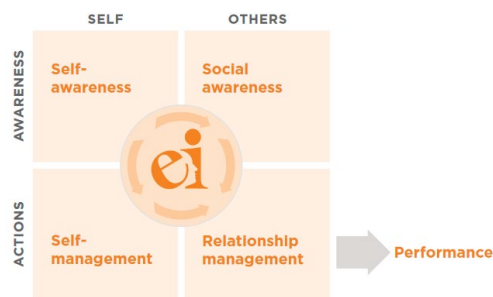 SELF
OTHERS
AWARENESS
Self-
awareness
Social
awareness
ei
ACTIONS
Self-
management
Relationship
management
Performance